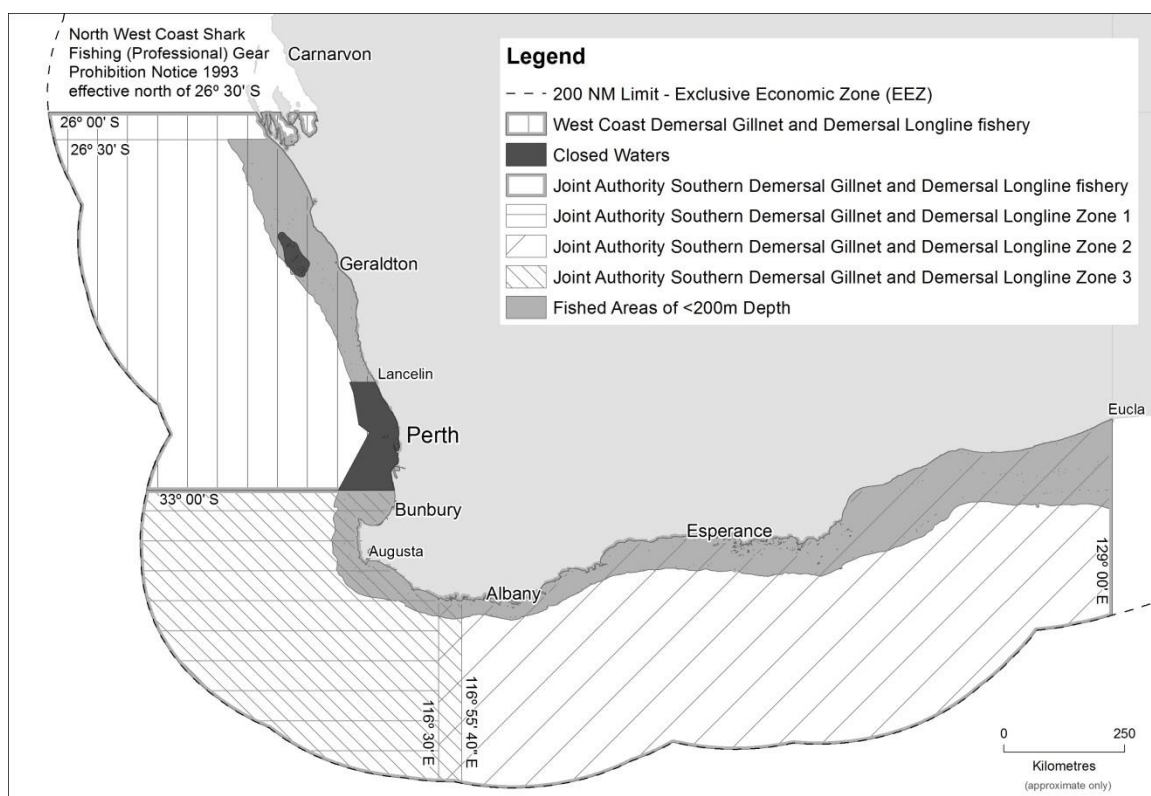 North West Coast Shark
Fishing (Professional) Gear
Prohibition Notice 1993
effective north of 26º 30' S
Carnarvon
26º 00' S
26º 30' S
Geraldton
Lancelin
Perth
33º 00' S
Bunbury
Augusta
Albany
Esperance
Eucla
129º 00' E
116º 30' E
116º 55' 40" E
Legend
200 NM Limit - Exclusive Economic Zone (EEZ)
West Coast Demersal Gillnet and Demersal Longline fishery
Closed Waters
Joint Authority Southern Demersal Gillnet and Demersal Longline fishery
Joint Authority Southern Demersal Gillnet and Demersal Longline Zone 1
Joint Authority Southern Demersal Gillnet and Demersal Longline Zone 2
Joint Authority Southern Demersal Gillnet and Demersal Longline Zone 3
Fished Areas of <200m Depth
0 250
Kilometres
(approximate only)